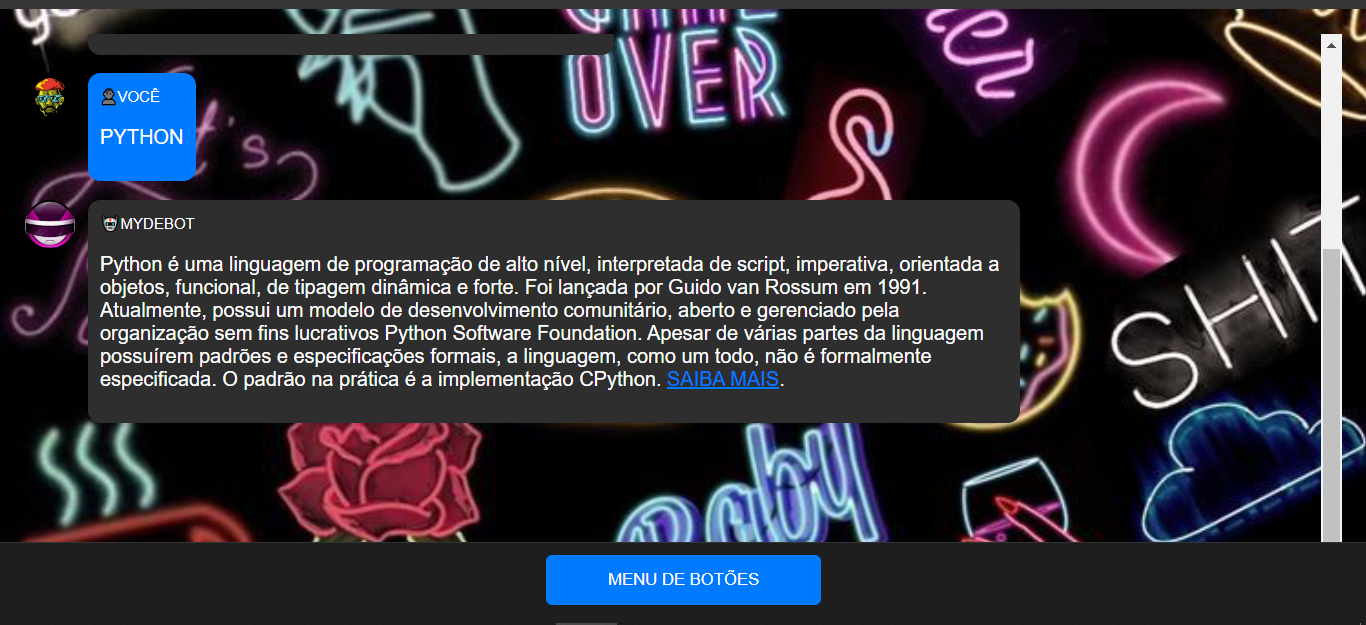 GAME
OVER
VOCÊ
PYTHON
MYDEBOT
Python é uma linguagem de programação de alto nível, interpretada de script, imperativa, orientada a
objetos, funcional, de tipagem dinâmica e forte. Foi lançada por Guido van Rossum em 1991.
Atualmente, possui um modelo de desenvolvimento comunitário, aberto e gerenciado pela
organização sem fins lucrativos Python Software Foundation. Apesar de várias partes da linguagem
possuírem padrões e especificações formais, a linguagem, como um todo, não é formalmente
especificada. O padrão na prática é a implementação CPython. SAIBA MAIS.
SHIT
Baby
MENU DE BOTÕES